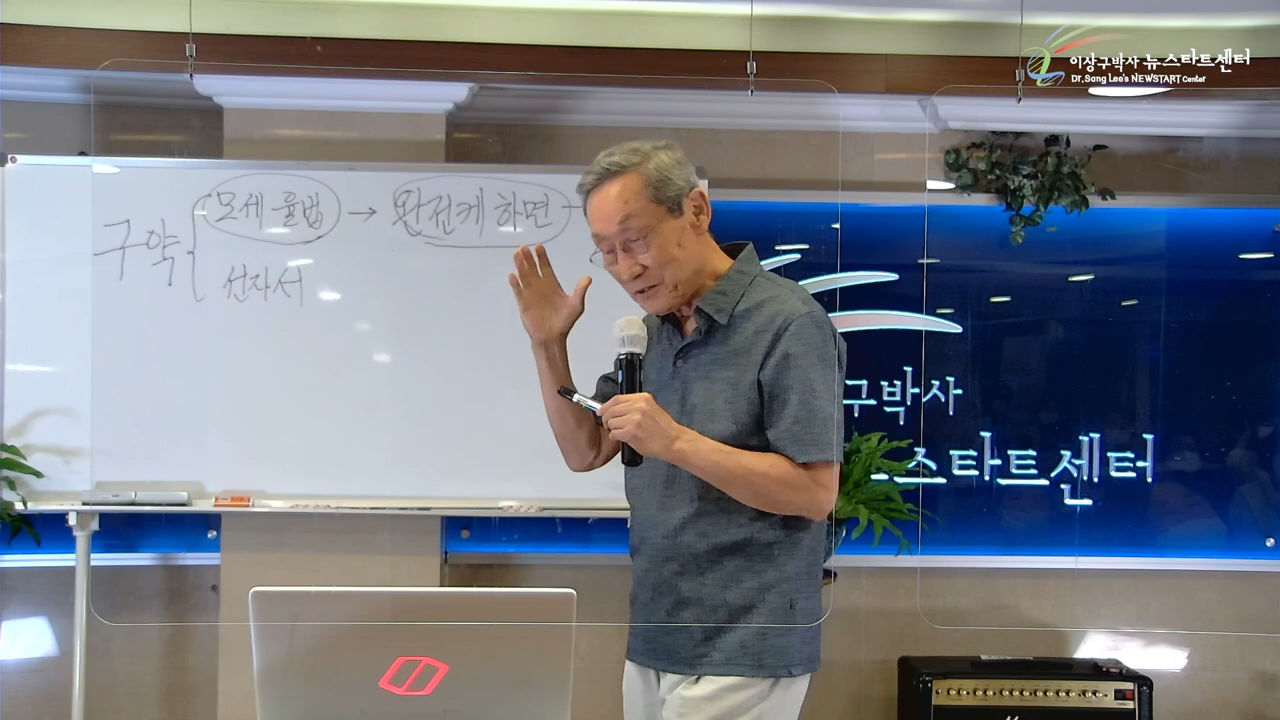 이상구박사 뉴스타트센터
Dr. Sang Lee's NEWSTART Center
구약 { 모세 율법 → 완전케 하면
선지서
구박사
스타트센터